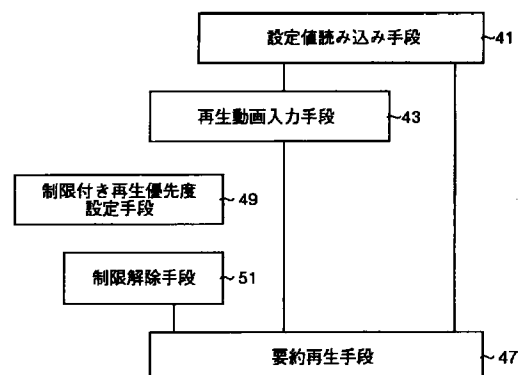 設定値読み込み手段
41
再生動画入力手段
43
制限付き再生優先度
設定手段
49
制限解除手段
51
要約再生手段
47